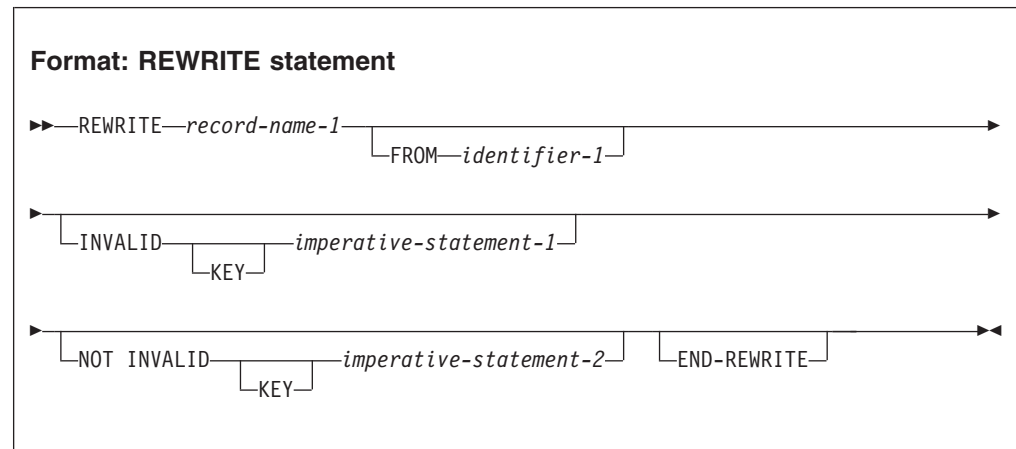 Format: REWRITE statement
REWRITE record-name-1
FROM identifier-1
INVALID imperative-statement-1
KEY
NOT INVALID imperative-statement-2 END-REWRITE
KEY